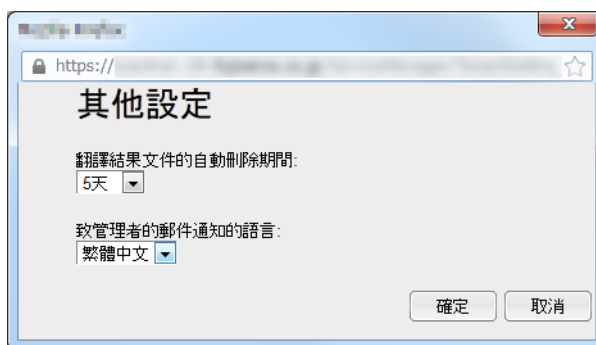 https://
其他設定
翻譯結果文件的自動刪除期間:
5天
致管理者的郵件通知的語言:
繁體中文
確定 取消